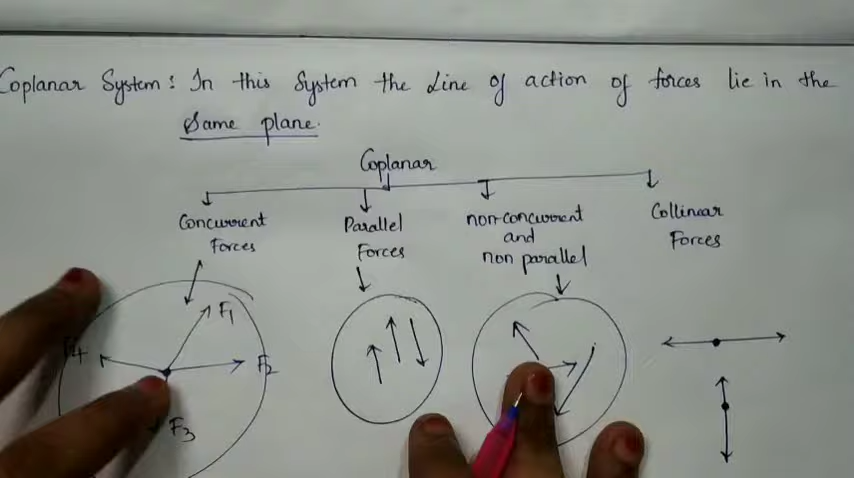 Coplanar System: In this System the Line of action of forces lie in the
Same plane.
Coplanar
Concurrent
Forces
Parallel
Forces
non-concurrent
and
non parallel
Collinear
Forces
F1
F2
F3